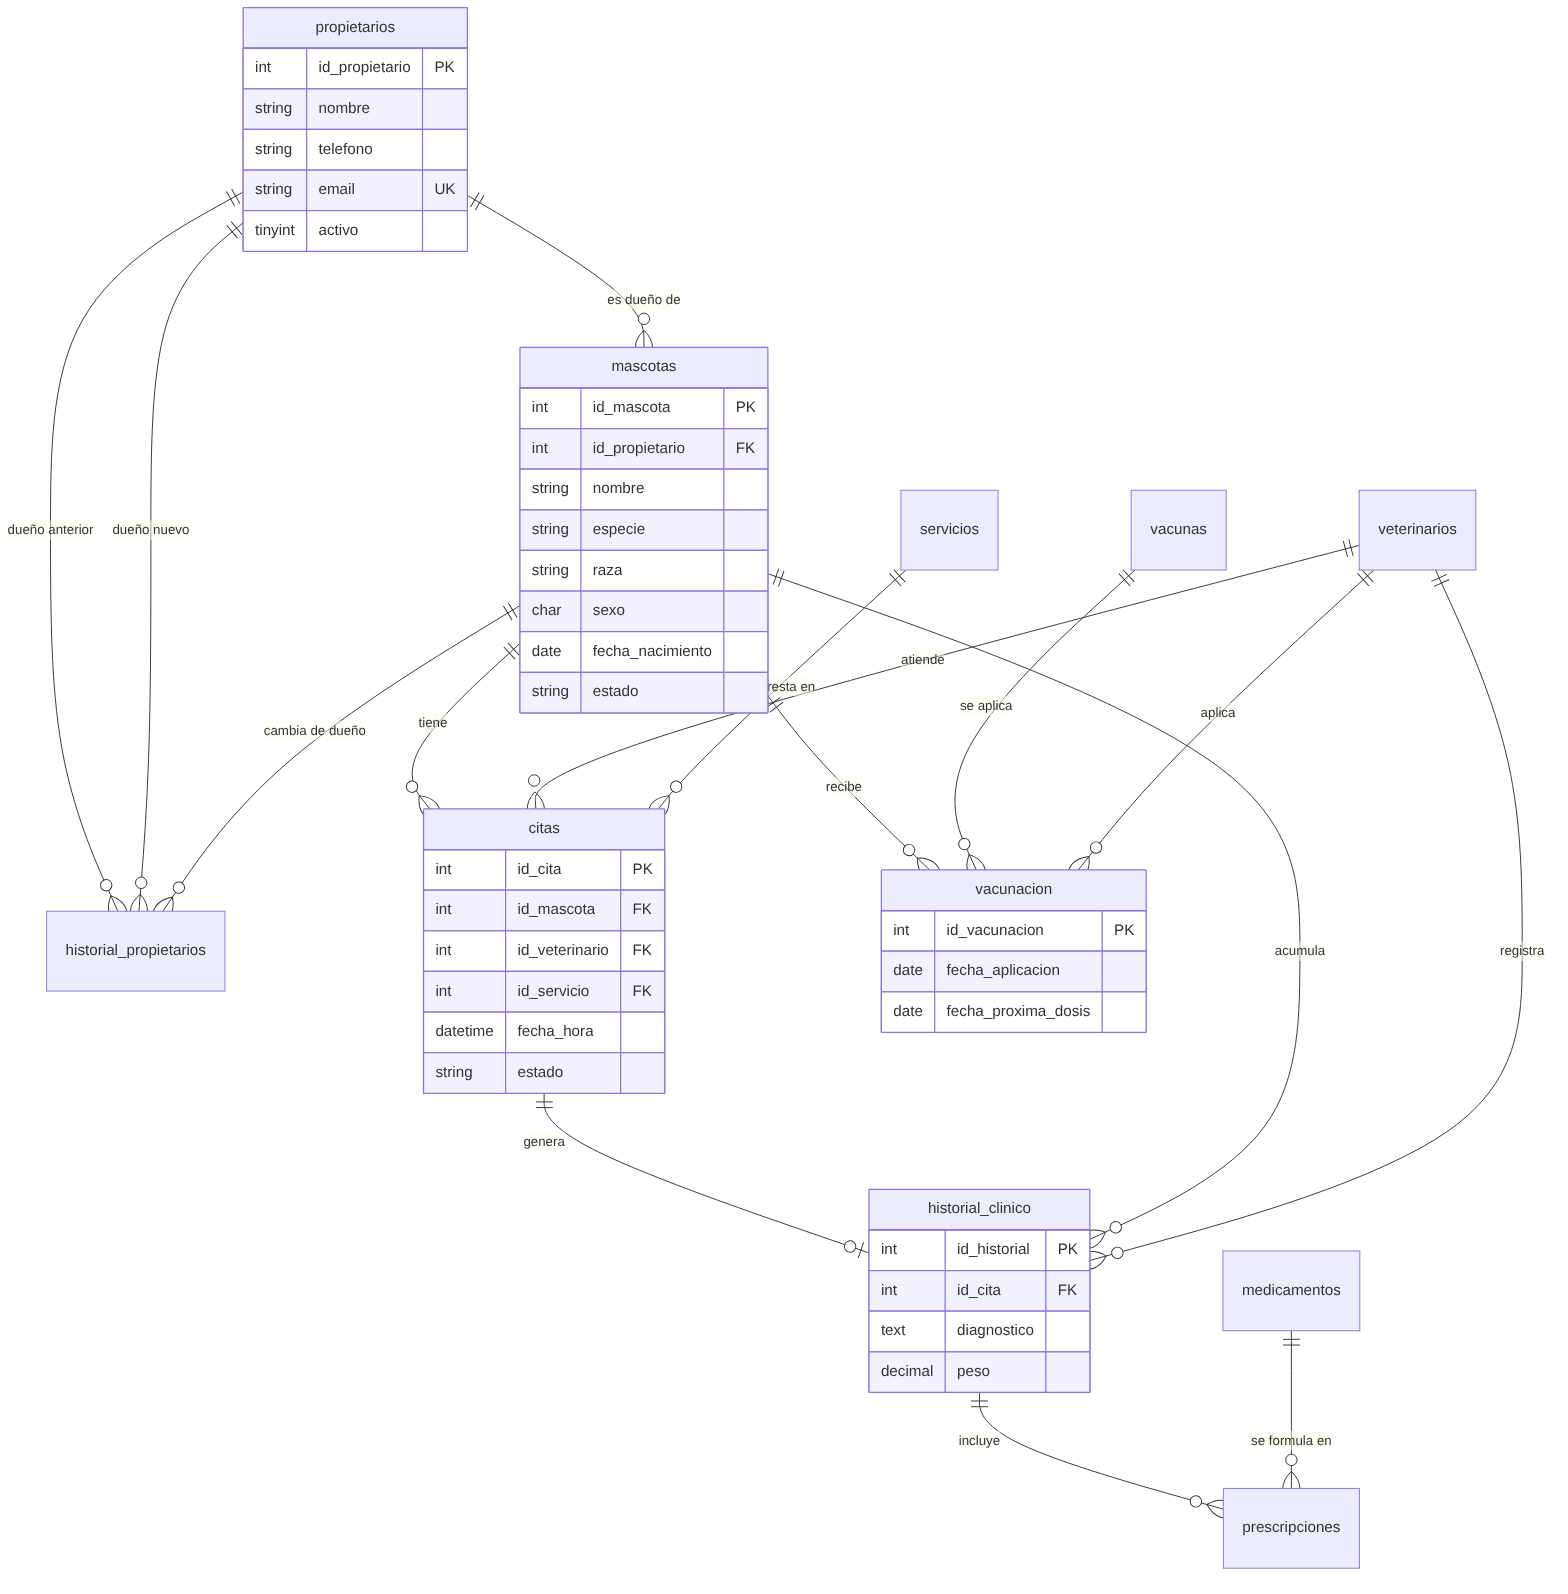 propietarios
int id_propietario PK
string nombre
string telefono
string email UK
tinyint activo
es dueño de
mascotas
int id_mascota PK
int id_propietario FK
string nombre
string especie
string raza
char sexo
date fecha_nacimiento
string estado
servicios
vacunas
veterinarios
dueño anterior
dueño nuevo
atiende
resta en
se aplica
aplica
cambia de dueño
tiene
recibe
citas
int id_cita PK
int id_mascota FK
int id_veterinario FK
int id_servicio FK
datetime fecha_hora
string estado
vacunacion
int id_vacunacion PK
date fecha_aplicacion
date fecha_proxima_dosis
historial_propietarios
acumula
registra
genera
historial_clinico
int id_historial PK
int id_cita FK
text diagnostico
decimal peso
medicamentos
incluye
se formula en
prescripciones